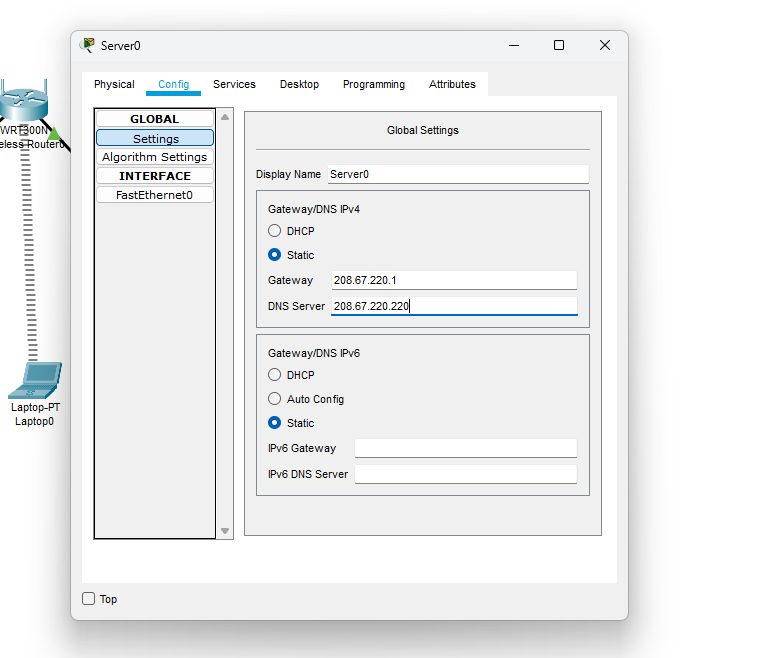 Server0
Physical Config Services Desktop Programming Attributes
GLOBAL
Settings
Algorithm Settings
INTERFACE
FastEthernet0
Global Settings
Display Name Server0
Gateway/DNS IPv4
DHCP
Static
Gateway 208.67.220.1
DNS Server 208.67.220.220
Gateway/DNS IPv6
DHCP
Auto Config
Static
IPv6 Gateway
IPv6 DNS Server
Top
WRT300N
eless Router0
Laptop-PT
Laptop0